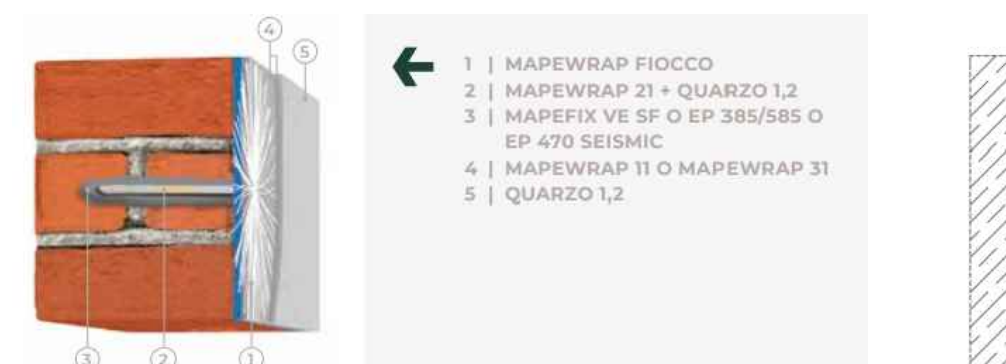 4
5
3
2
1
1 | MAPEWRAP FIOCCO
2 | MAPEWRAP 21 + QUARZO 1,2
3 | MAPEFIX VE SF O EP 385/585 O
EP 470 SEISMIC
4 | MAPEWRAP 11 O MAPEWRAP 31
5 | QUARZO 1,2